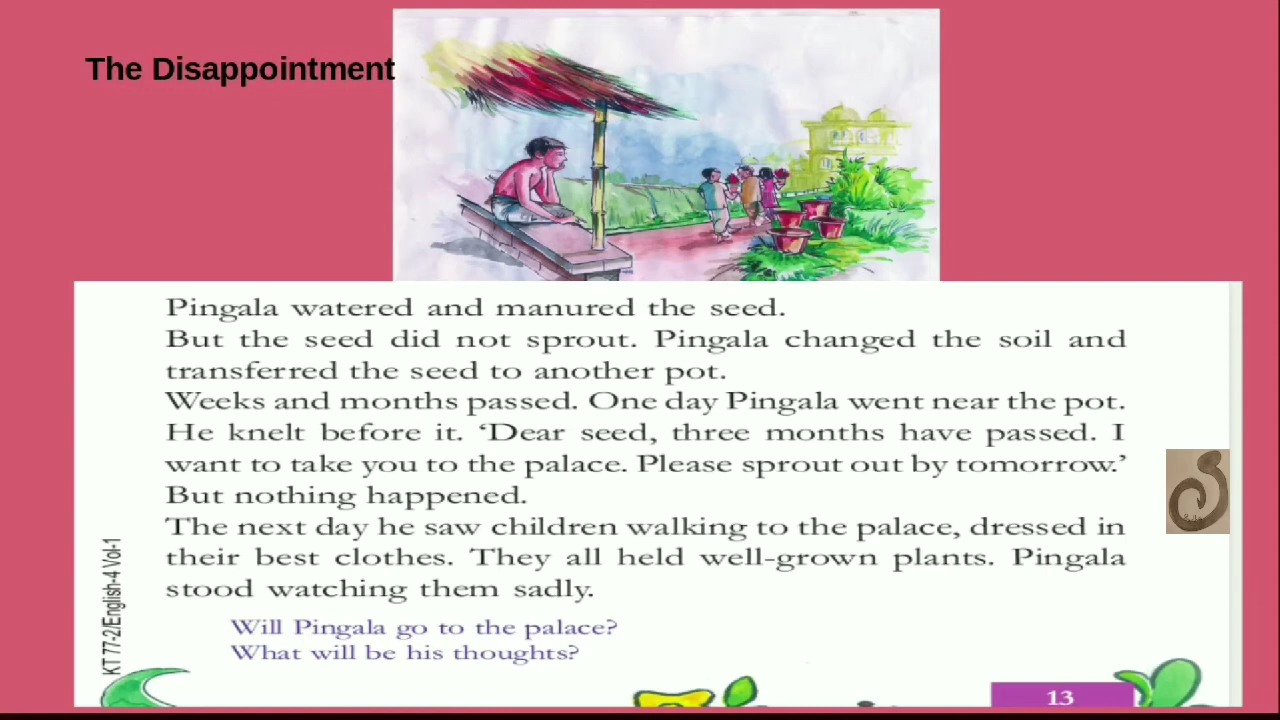 The Disappointment
Pingala watered and manured the seed.
But the seed did not sprout. Pingala changed the soil and
transferred the seed to another pot.
Weeks and months passed. One day Pingala went near the pot.
He knelt before it. ‘Dear seed, three months have passed. I
want to take you to the palace. Please sprout out by tomorrow.’
But nothing happened.
The next day he saw children walking to the palace, dressed in
their best clothes. They all held well-grown plants. Pingala
stood watching them sadly.
Will Pingala go to the palace?
What will be his thoughts?
KT 77-2/English-4 Vol-1
13